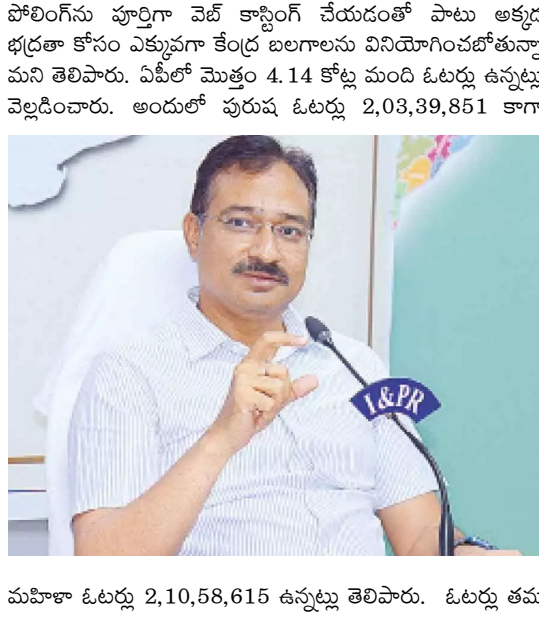 పోలింగ్‌ను పూర్తిగా వెబ్ కాస్టింగ్ చేయడంతో పాటు అక్కడ
భద్రతా కోసం ఎక్కువగా కేంద్ర బలగాలను వినియోగించబోతున్నా
మని తెలిపారు. ఏపీలో మొత్తం 4.14 కోట్ల మంది ఓటర్లు ఉన్నట్లు
వెల్లడించారు. అందులో పురుష ఓటర్లు 2,03,39,851 కాగా
I&PR
మహిళా ఓటర్లు 2,10,58,615 ఉన్నట్లు తెలిపారు. ఓటర్లు తమ